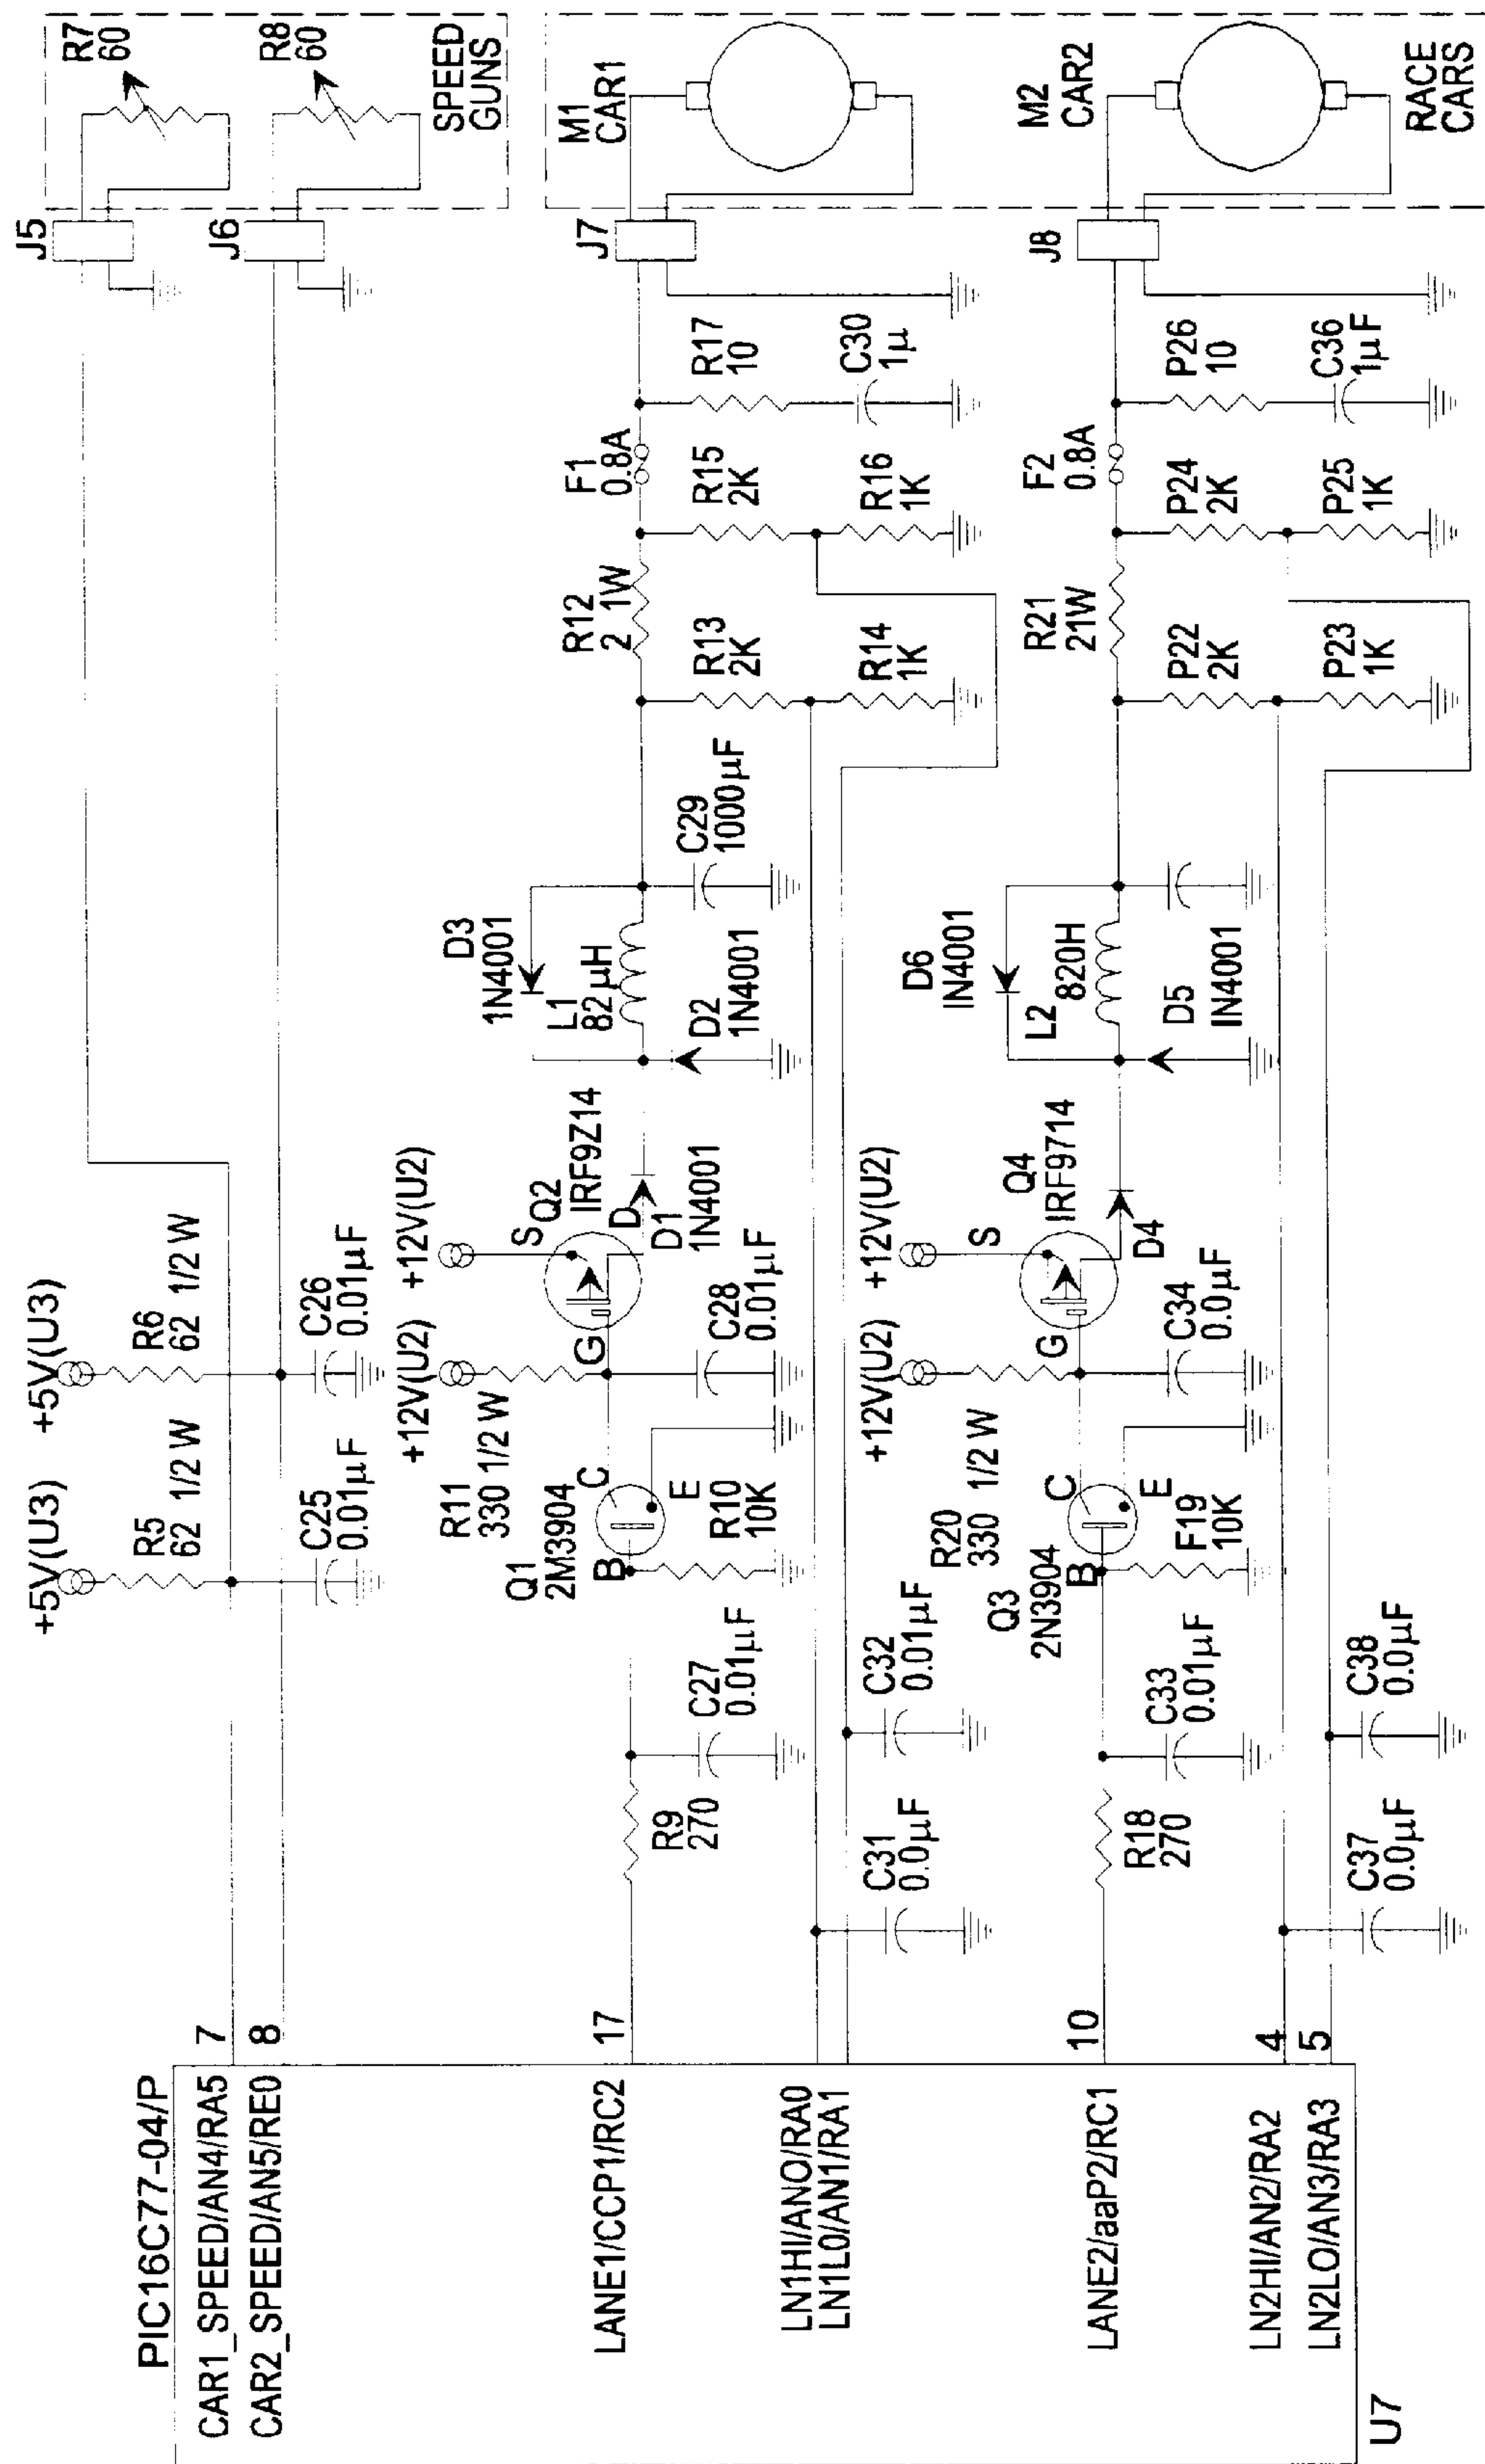 PIC16C77-04/P
CAR1_SPEED/AN4/RA5
7
CAR2_SPEED/AN5/RE0
8
LANE1/CCP1/RC2
17
LN1HI/ANO/RA0
LN1L0/AN1/RA1
LANE2/aaP2/RC1
10
LN2HI/AN2/RA2
4
LN2LO/AN3/RA3
5
U7
+5V(U3)
R5
62 1/2 W
C25
0.01µF
+5V(U3)
R6
62 1/2 W
C26
0.01µF
J5
J6
R7
60
R8
60
SPEED
GUNS
R9
270
C27
0.01µF
Q1
2M3904
B
C
E
R10
10K
+12V(U2)
R11
330 1/2 W
G
C28
0.01µF
+12V(U2)
S
Q2
IRF9Z14
D
D1
1N4001
D3
1N4001
L1
82 µH
D2
1N4001
C29
1000µF
R12
2 1W
R13
2K
R14
1K
F1
0.8A
R15
2K
R16
1K
R17
10
C30
1µ
J7
M1
CAR1
C31
0.0µF
C32
0.01µF
R18
270
C33
0.01µF
Q3
2N3904
B
C
E
F19
10K
+12V(U2)
R20
330 1/2 W
G
C34
0.0µF
+12V(U2)
S
Q4
IRF9714
D4
D6
IN4001
L2
820H
D5
IN4001
R21
21W
P22
2K
P23
1K
F2
0.8A
P24
2K
P25
1K
P26
10
C36
1µF
J8
M2
CAR2
RACE
CARS
C37
0.0µF
C38
0.0µF